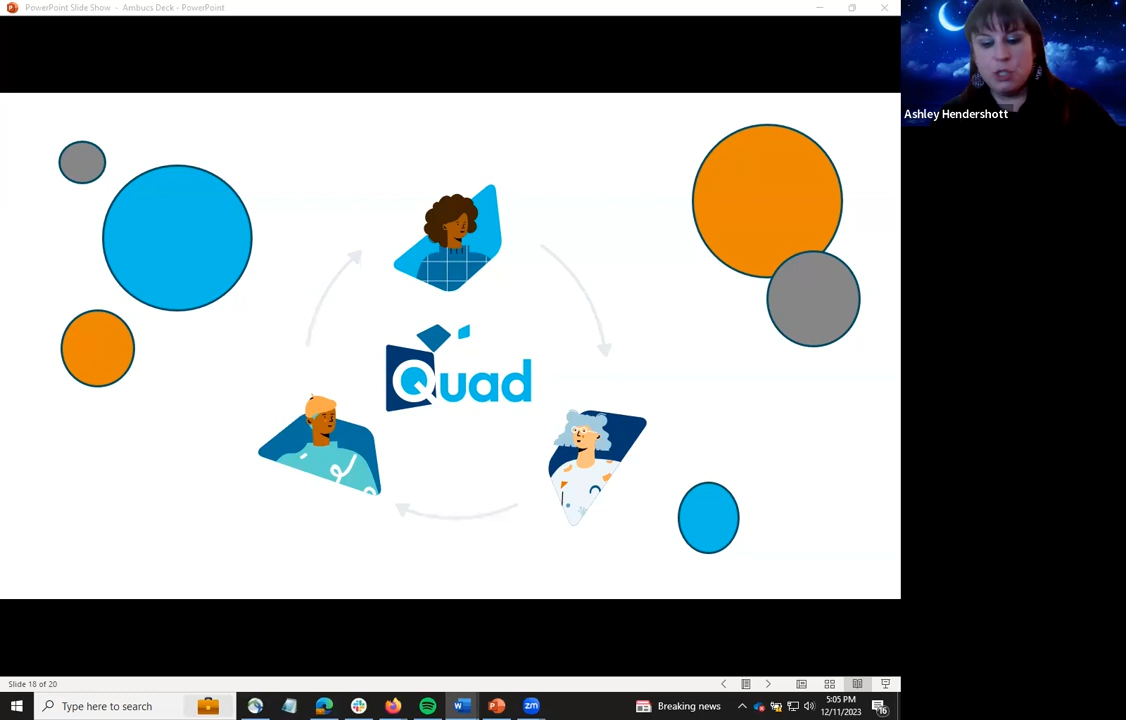 PowerPoint Slide Show - Ambucs Deck - PowerPoint
Ashley Hendershott
Quad
Slide 18 of 20
Type here to search
Breaking news
5:05 PM
12/11/2023
16